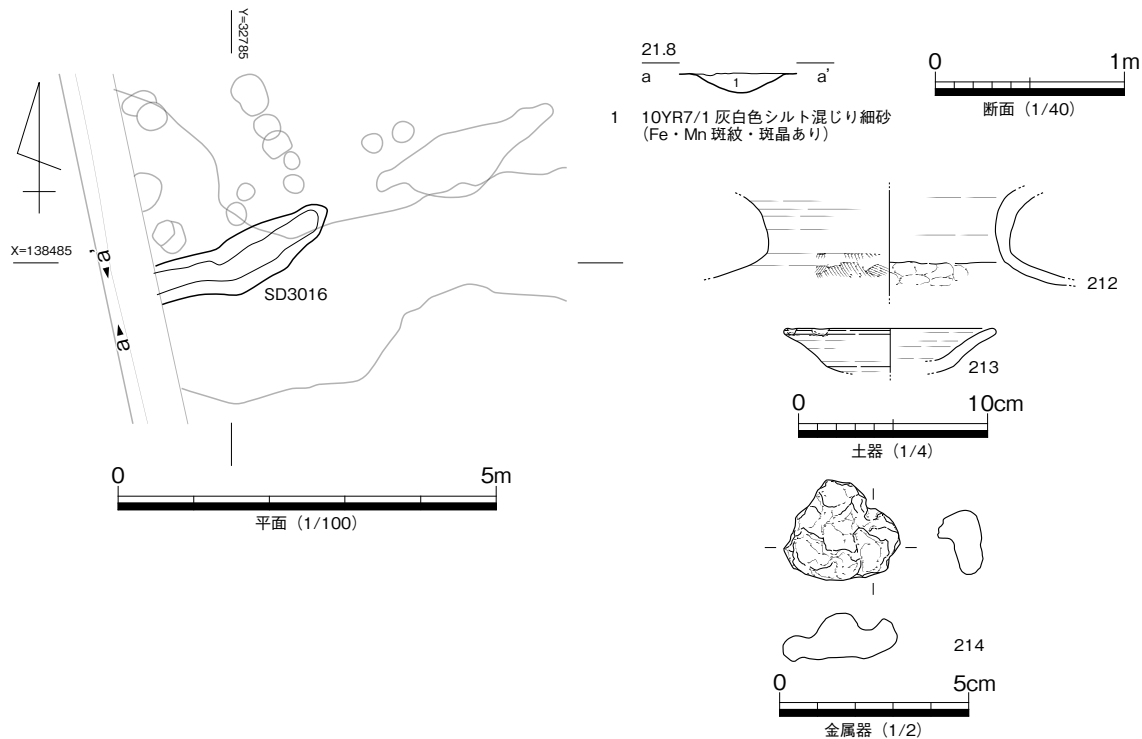 Y=32785
X=138485
a'
a
SD3016
0 5m
平面（1/100）
21.8
a a'
1
1 10YR7/1 灰白色シルト混じり細砂
（Fe・Mn 斑紋・斑晶あり）
0 1m
断面（1/40）
212
213
0 10cm
土器（1/4）
214
0 5cm
金属器（1/2）